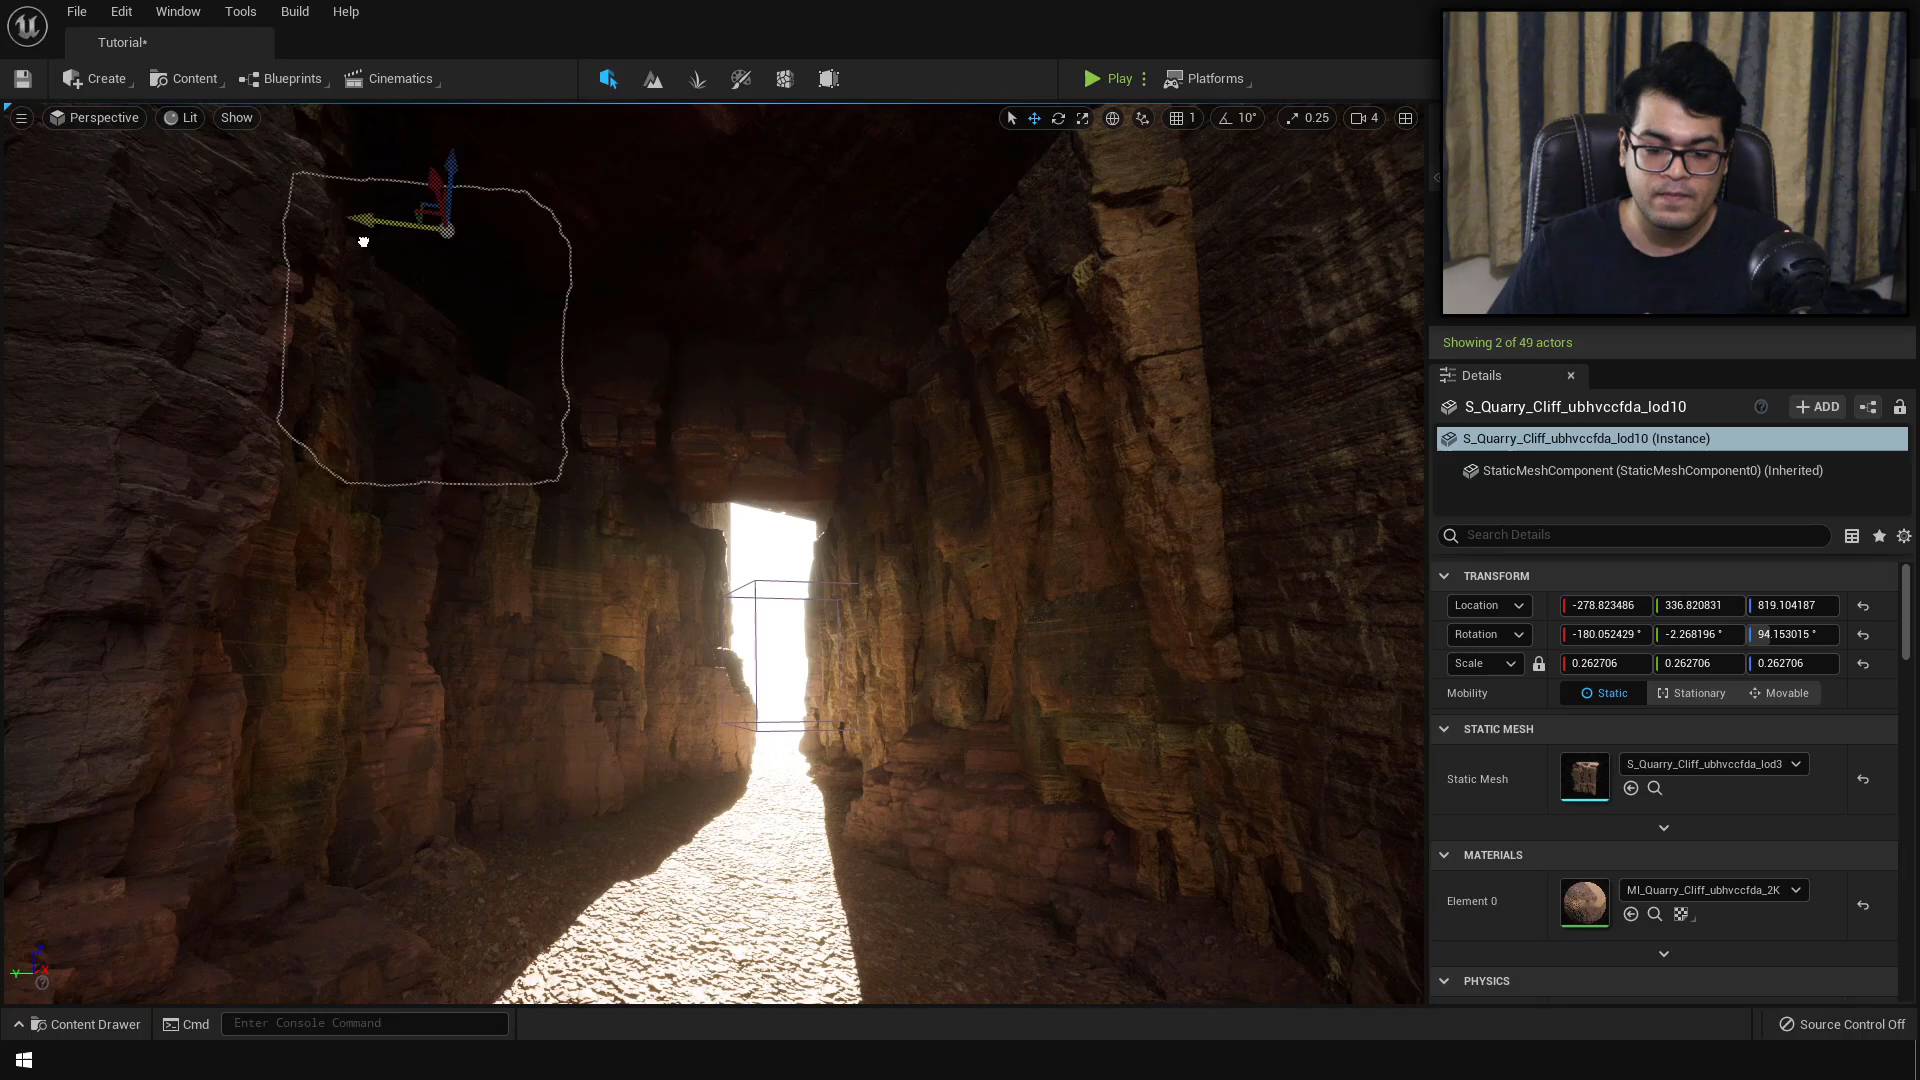 File Edit Window Tools Build Help
Tutorial*
Create Content Blueprints Cinematics Play Platforms
Perspective Lit Show 1 10° 0.25 4
Showing 2 of 49 actors
Details
S_Quarry_Cliff_ubhvccfda_lod10 ADD
S_Quarry_Cliff_ubhvccfda_lod10 (Instance)
StaticMeshComponent (StaticMeshComponent0) (Inherited)
Search Details
TRANSFORM
Location -278.823486 336.820831 819.104187
Rotation -180.052429 ° -2.268196 ° 94.153015 °
Scale 0.262706 0.262706 0.262706
Mobility Static Stationary Movable
STATIC MESH
Static Mesh S_Quarry_Cliff_ubhvccfda_lod3
MATERIALS
Element 0 MI_Quarry_Cliff_ubhvccfda_2K
PHYSICS
Content Drawer Cmd Enter Console Command Source Control Off